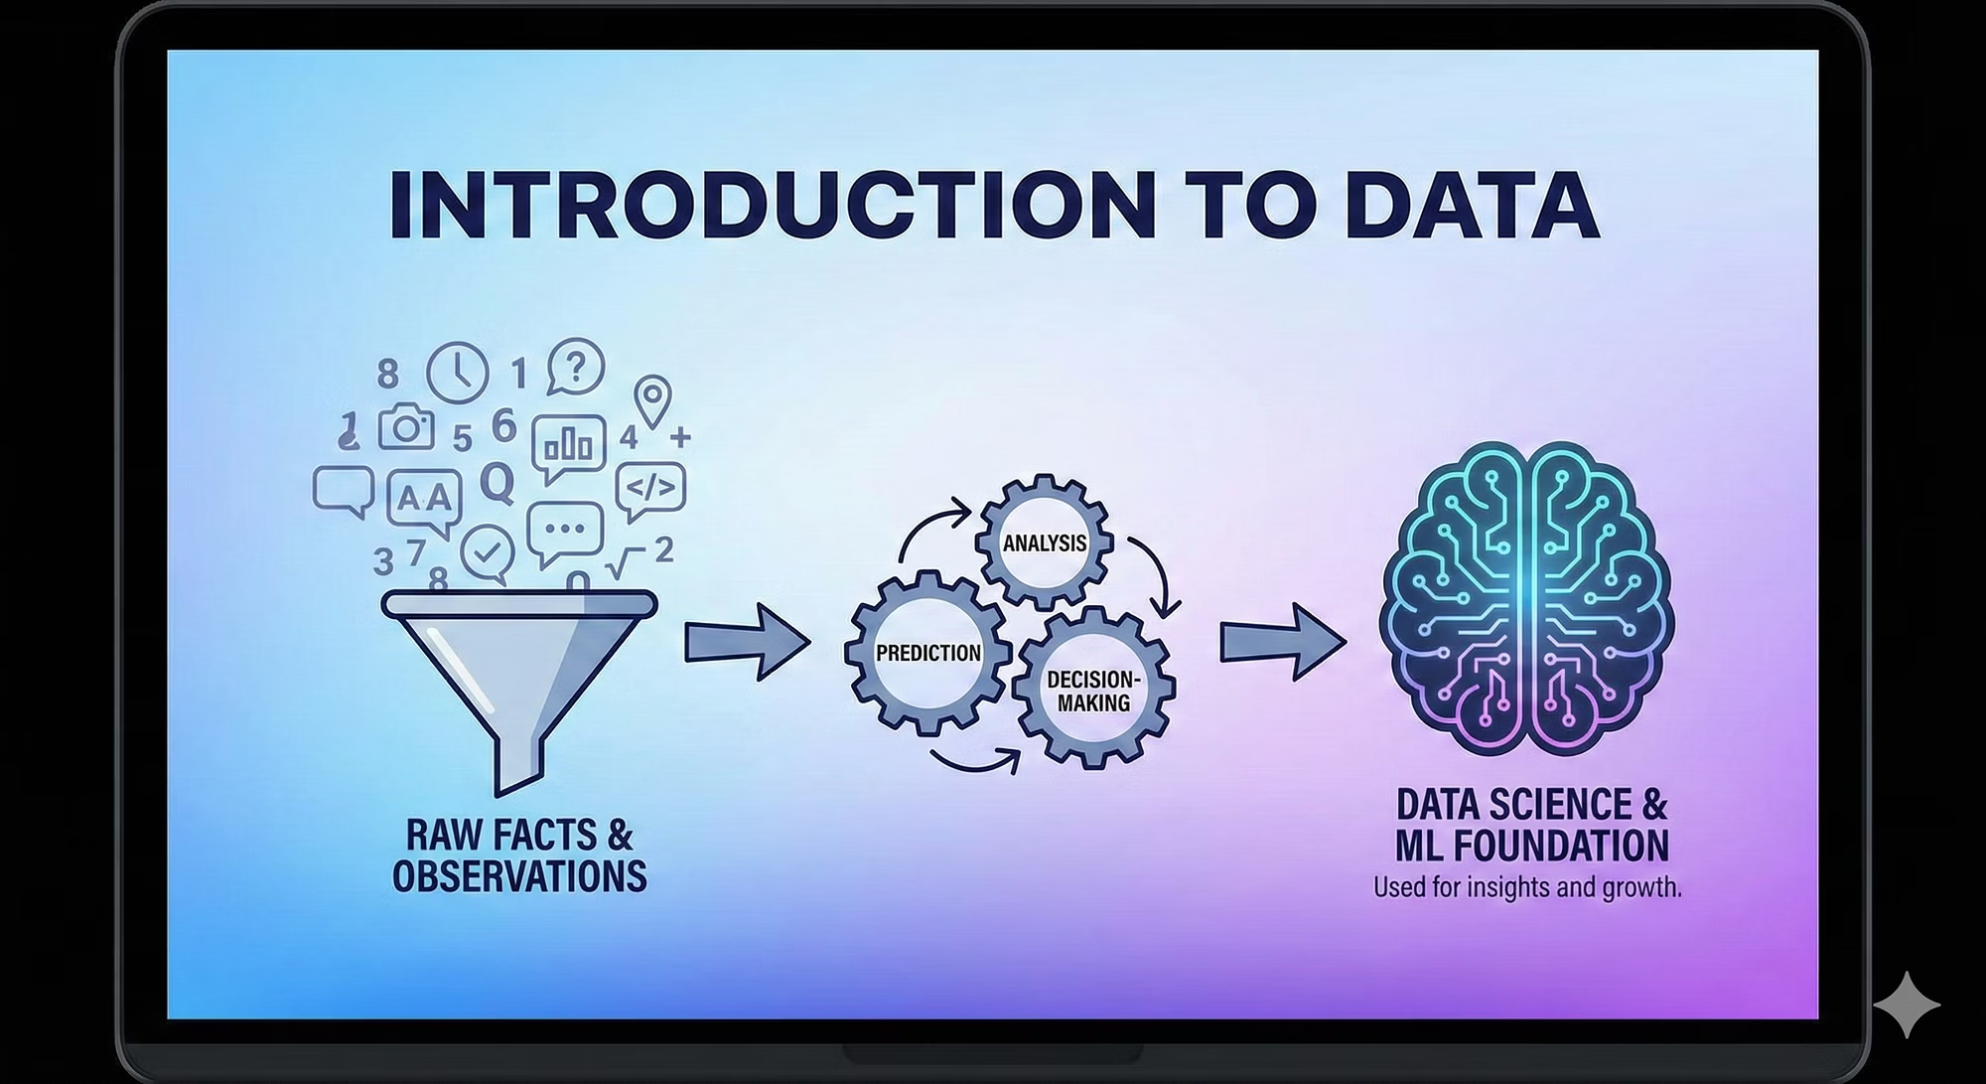 INTRODUCTION TO DATA
8 1 ?
5 6 4 +
AA Q </>
3 7 √ 2
8
ANALYSIS
PREDICTION
DECISION-
MAKING
RAW FACTS &
OBSERVATIONS
DATA SCIENCE &
ML FOUNDATION
Used for insights and growth.